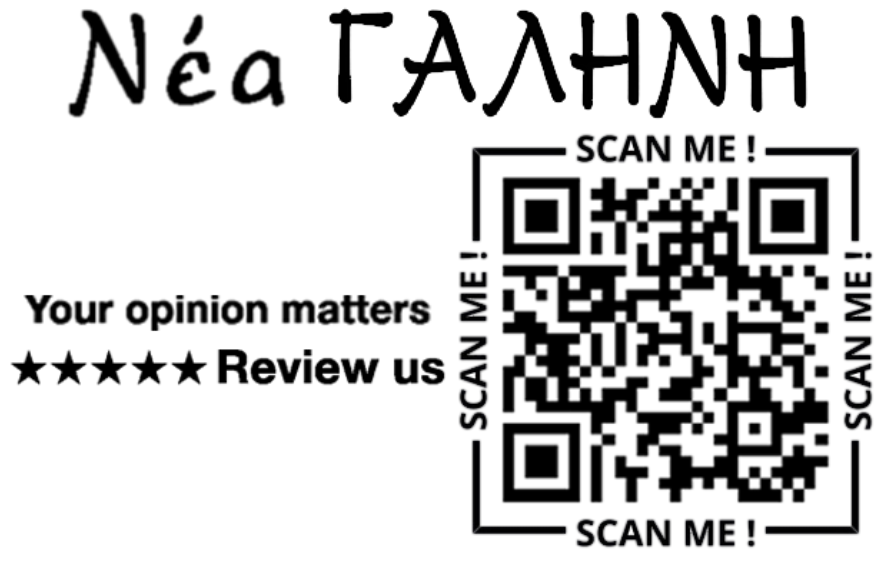 Νέα ΓΑΛΗΝΗ
SCAN ME !
SCAN ME !
Your opinion matters
★★★★★ Review us
SCAN ME !
SCAN ME !